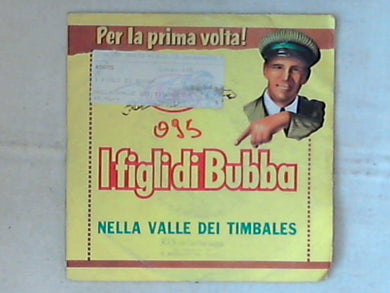 Per la prima volta!
095
I figli di Bubba
NELLA VALLE DEI TIMBALES